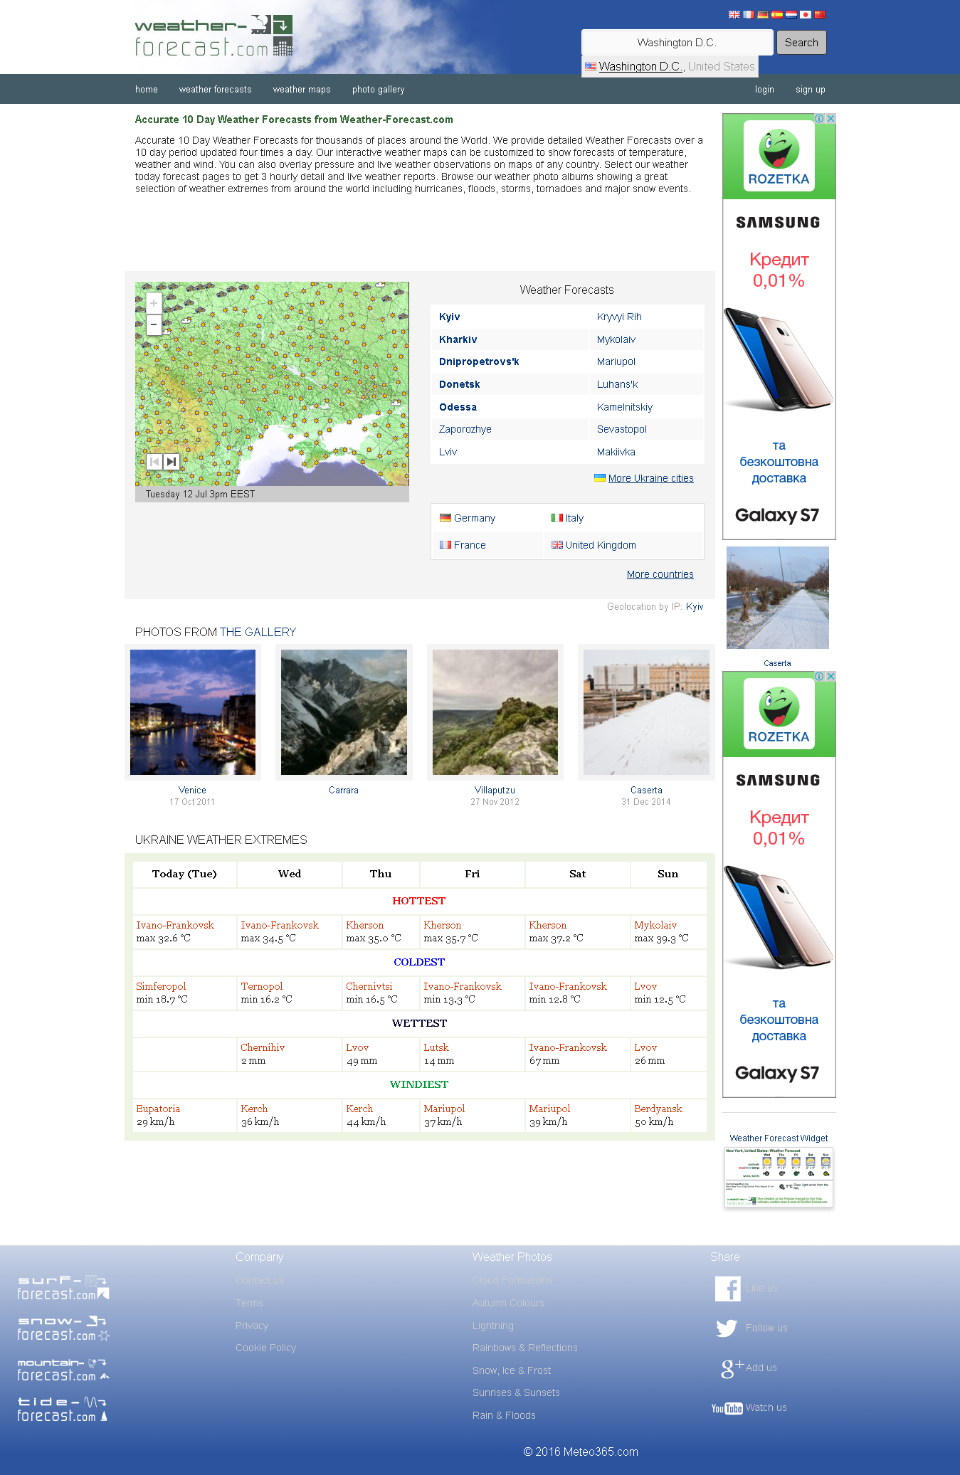 weather-
forecast.com
Washington D.C.
Search
Washington D.C., United States
home
weather forecasts
weather maps
photo gallery
login
sign up
Accurate 10 Day Weather Forecasts from Weather-Forecast.com
Accurate 10 Day Weather Forecasts for thousands of places around the World. We provide detailed Weather Forecasts over a
10 day period updated four times a day. Our interactive weather maps can be customized to show forecasts of temperature,
weather and wind. You can also overlay pressure and live weather observations on maps of any country. Select our weather
today forecast pages to get 3 hourly detail and live weather reports. Browse our weather photo albums showing a great
selection of weather extremes from around the world including hurricanes, floods, storms, tornadoes and major snow events.
ROZETKA
SAMSUNG
Кредит
0,01%
та
безкоштовна
доставка
Galaxy S7
Tuesday 12 Jul 3pm EEST
Weather Forecasts
Kyiv Kryvyi Rih
Kharkiv Mykolaiv
Dnipropetrovs'k Mariupol
Donetsk Luhans'k
Odessa Kamelnitskiy
Zaporozhye Sevastopol
Lviv Makiivka
More Ukraine cities
Germany Italy
France United Kingdom
More countries
Geolocation by IP: Kyiv
Caserta
PHOTOS FROM THE GALLERY
Venice
17 Oct 2011
Carrara
Villaputzu
27 Nov 2012
Caserta
31 Dec 2014
ROZETKA
SAMSUNG
Кредит
0,01%
та
безкоштовна
доставка
Galaxy S7
UKRAINE WEATHER EXTREMES
Today (Tue) Wed Thu Fri Sat Sun
HOTTEST
Ivano-Frankovsk Ivano-Frankovsk Kherson Kherson Kherson Mykolaiv
max 32.6 °C max 34.5 °C max 35.0 °C max 35.7 °C max 37.2 °C max 39.3 °C
COLDEST
Simferopol Ternopol Chernivtsi Ivano-Frankovsk Ivano-Frankovsk Lvov
min 18.7 °C min 16.2 °C min 16.5 °C min 13.3 °C min 12.8 °C min 12.5 °C
WETTEST
Chernihiv Lvov Lutsk Ivano-Frankovsk Lvov
2 mm 49 mm 14 mm 67 mm 26 mm
WINDIEST
Eupatoria Kerch Kerch Mariupol Mariupol Berdyansk
29 km/h 36 km/h 44 km/h 37 km/h 39 km/h 50 km/h
Weather Forecast Widget
New York, United States: Weather Forecast
surf-
forecast.com
snow-
forecast.com
mountain-
forecast.com
tide-
forecast.com
Company
Contact us
Terms
Privacy
Cookie Policy
Weather Photos
Cloud Formations
Autumn Colours
Lightning
Rainbows & Reflections
Snow, Ice & Frost
Sunrises & Sunsets
Rain & Floods
Share
Like us
Follow us
Add us
YouTube Watch us
© 2016 Meteo365.com